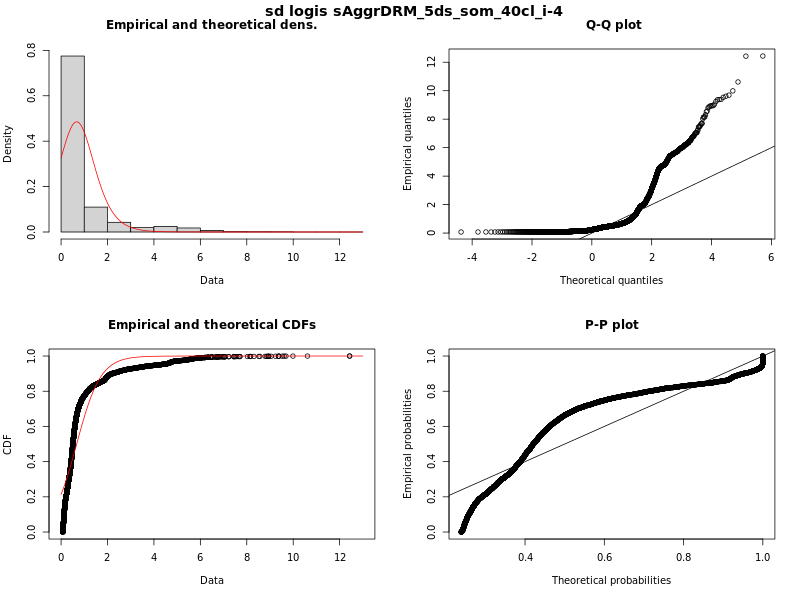 sd logis sAggrDRM_5ds_som_40cl_i-4
Empirical and theoretical dens.
Density
0.0 0.2 0.4 0.6 0.8
0 2 4 6 8 10 12
Data
Q-Q plot
Empirical quantiles
0 2 4 6 8 10 12
-4 -2 0 2 4 6
Theoretical quantiles
Empirical and theoretical CDFs
CDF
0.0 0.2 0.4 0.6 0.8 1.0
0 2 4 6 8 10 12
Data
P-P plot
Empirical probabilities
0.0 0.2 0.4 0.6 0.8 1.0
0.4 0.6 0.8 1.0
Theoretical probabilities